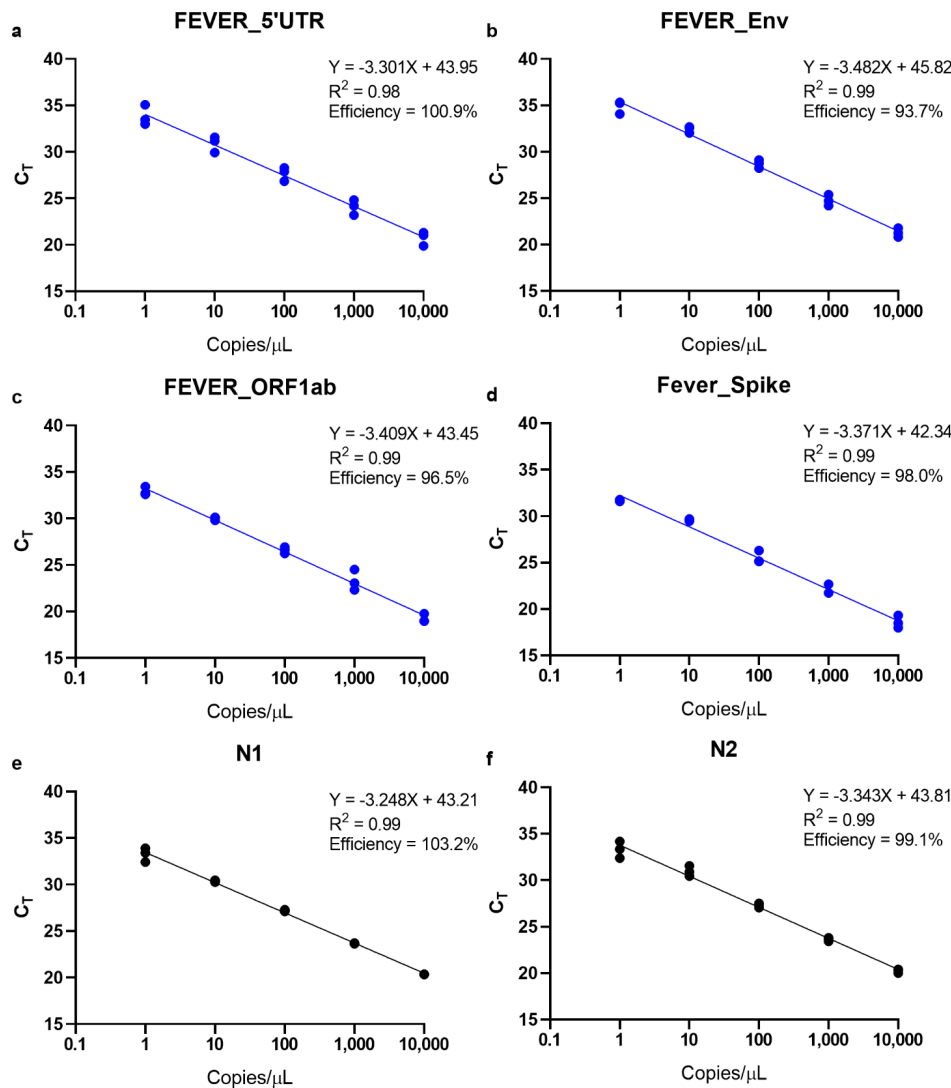 a
FEVER_5'UTR
Y = -3.301X + 43.95
R² = 0.98
Efficiency = 100.9%
C_T
40
35
30
25
20
15
0.1 1 10 100 1,000 10,000
Copies/μL
b
FEVER_Env
Y = -3.482X + 45.82
R² = 0.99
Efficiency = 93.7%
C_T
40
35
30
25
20
15
0.1 1 10 100 1,000 10,000
Copies/μL
c
FEVER_ORF1ab
Y = -3.409X + 43.45
R² = 0.99
Efficiency = 96.5%
C_T
40
35
30
25
20
15
0.1 1 10 100 1,000 10,000
Copies/μL
d
Fever_Spike
Y = -3.371X + 42.34
R² = 0.99
Efficiency = 98.0%
C_T
40
35
30
25
20
15
0.1 1 10 100 1,000 10,000
Copies/μL
e
N1
Y = -3.248X + 43.21
R² = 0.99
Efficiency = 103.2%
C_T
40
35
30
25
20
15
0.1 1 10 100 1,000 10,000
Copies/μL
f
N2
Y = -3.343X + 43.81
R² = 0.99
Efficiency = 99.1%
C_T
40
35
30
25
20
15
0.1 1 10 100 1,000 10,000
Copies/μL